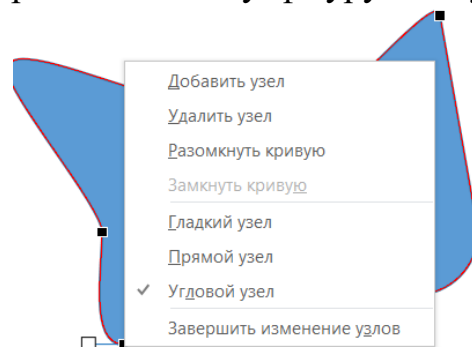 Добавить узел
Удалить узел
Разомкнуть кривую
Замкнуть кривую
Гладкий узел
Прямой узел
Угловой узел
Завершить изменение узлов